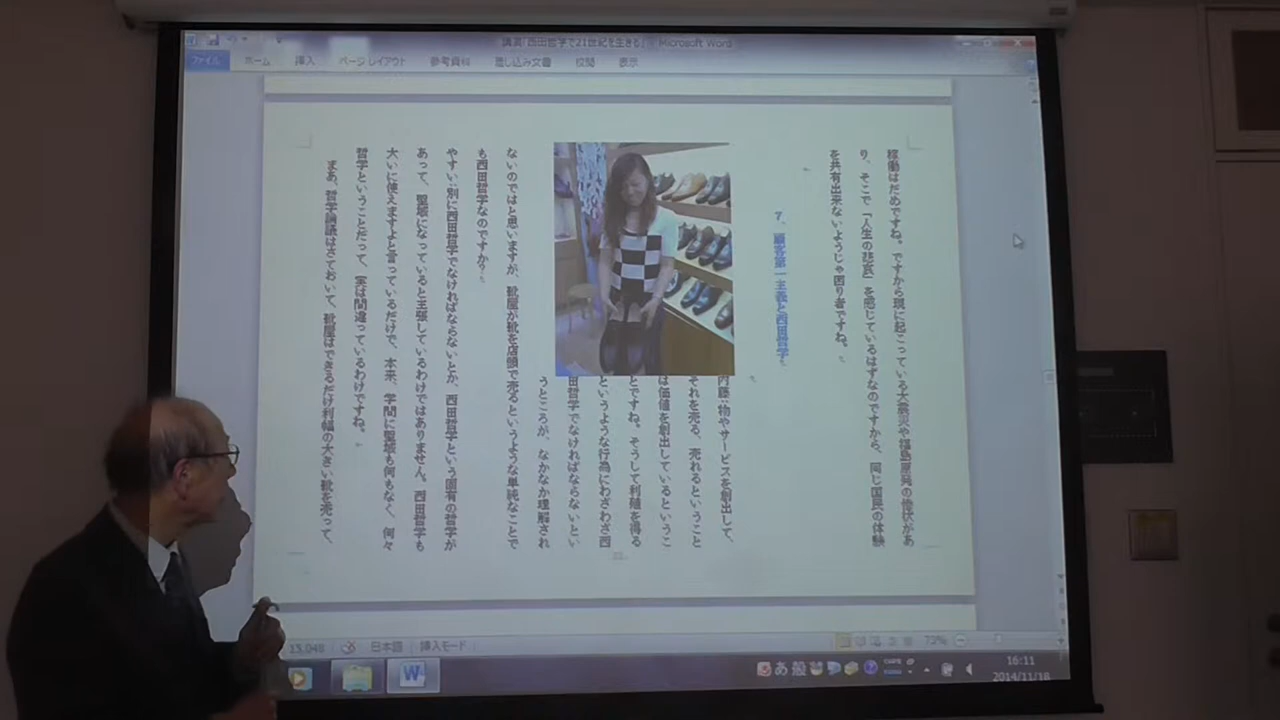 講演「西田哲学で21世紀を生きる」 - Microsoft Word
ファイル ホーム 挿入 ページ レイアウト 参考資料 差し込み文書 校閲 表示
稼働はだめですね。ですから現に起こっている大震災や福島原発の惨状があ
り、そこで「人生の悲哀」を感じているはずなのですから、同じ国民の体験
を共有出来ないようじゃ困り者ですね。
7、顧客第一主義と西田哲学
内藤:物やサービスを創出して、
それを売る、売れるということ
は価値を創出しているというこ
とですね。そうして利殖を得る
というような行為にわざわざ西
田哲学でなければならないとい
うところが、なかなか理解され
ないのではと思いますが、靴屋が靴を店頭で売るというような単純なことで
も西田哲学なのですか?
やすい:別に西田哲学でなければならないとか、西田哲学という固有の哲学が
あって、聖域になっていると主張しているわけではありません。西田哲学も
大いに使えますよと言っているだけで、本来、学問に聖域も何もなく、何々
哲学ということだって、実は間違っているわけですね。
まあ、哲学論議はさておいて、靴屋はできるだけ利幅の大きい靴を売って、
13,048 日本語 挿入モード 73%
あ 般
16:11
2014/11/18